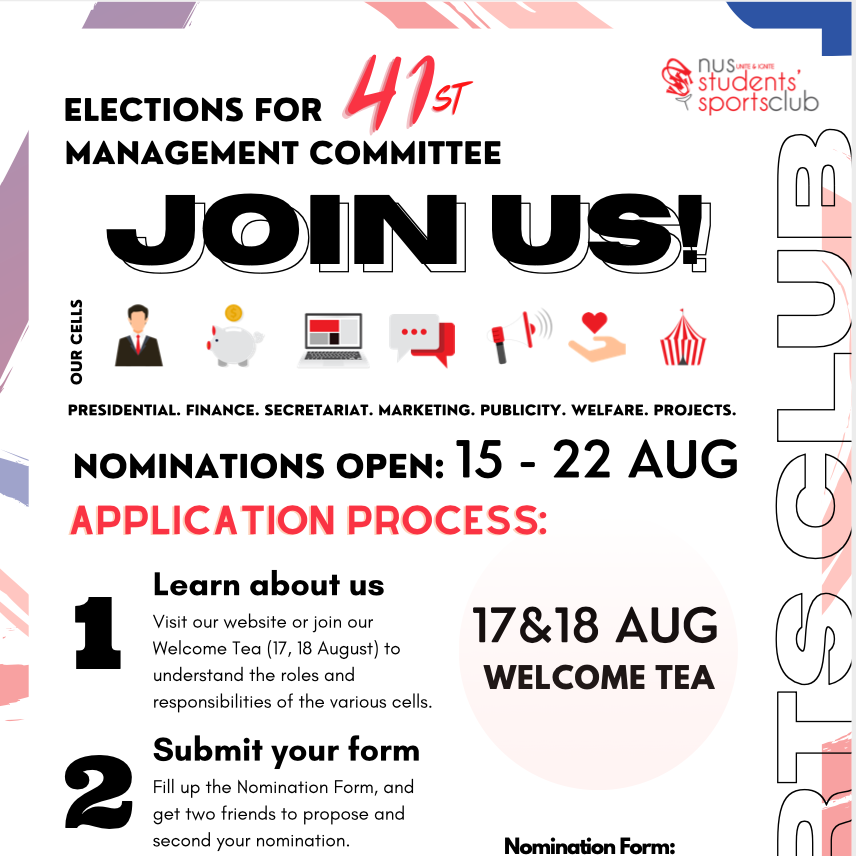 ELECTIONS FOR 41ST
MANAGEMENT COMMITTEE
nus UNITE & IGNITE
students'
sportsclub
JOIN US!
OUR CELLS
PRESIDENTIAL. FINANCE. SECRETARIAT. MARKETING. PUBLICITY. WELFARE. PROJECTS.
NOMINATIONS OPEN: 15 - 22 AUG
APPLICATION PROCESS:
1
Learn about us
Visit our website or join our
Welcome Tea (17, 18 August) to
understand the roles and
responsibilities of the various cells.
17&18 AUG
WELCOME TEA
2
Submit your form
Fill up the Nomination Form, and
get two friends to propose and
second your nomination.
Nomination Form:
RTS CLUB